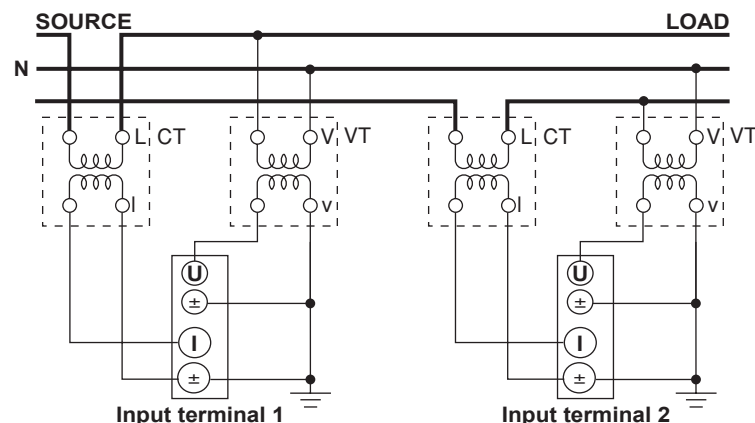 SOURCE LOAD
N
L CT V VT L CT V VT
l v l v
U U
± ±
I I
± ±
Input terminal 1 Input terminal 2